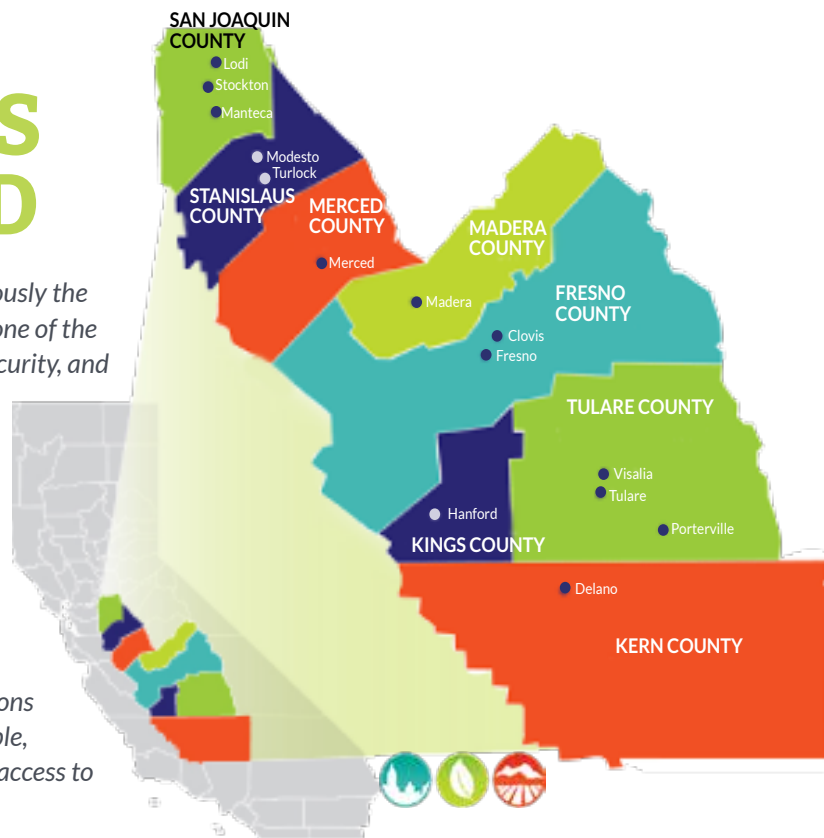 SAN JOAQUIN
COUNTY
Lodi
Stockton
Manteca
S
D
Modesto
Turlock
STANISLAUS
COUNTY
MERCED
COUNTY
Merced
MADERA
COUNTY
Madera
FRESNO
COUNTY
Clovis
Fresno
ously the
one of the
curity, and
TULARE COUNTY
Visalia
Tulare
Porterville
Hanford
KINGS COUNTY
Delano
KERN COUNTY
ons
ble,
access to